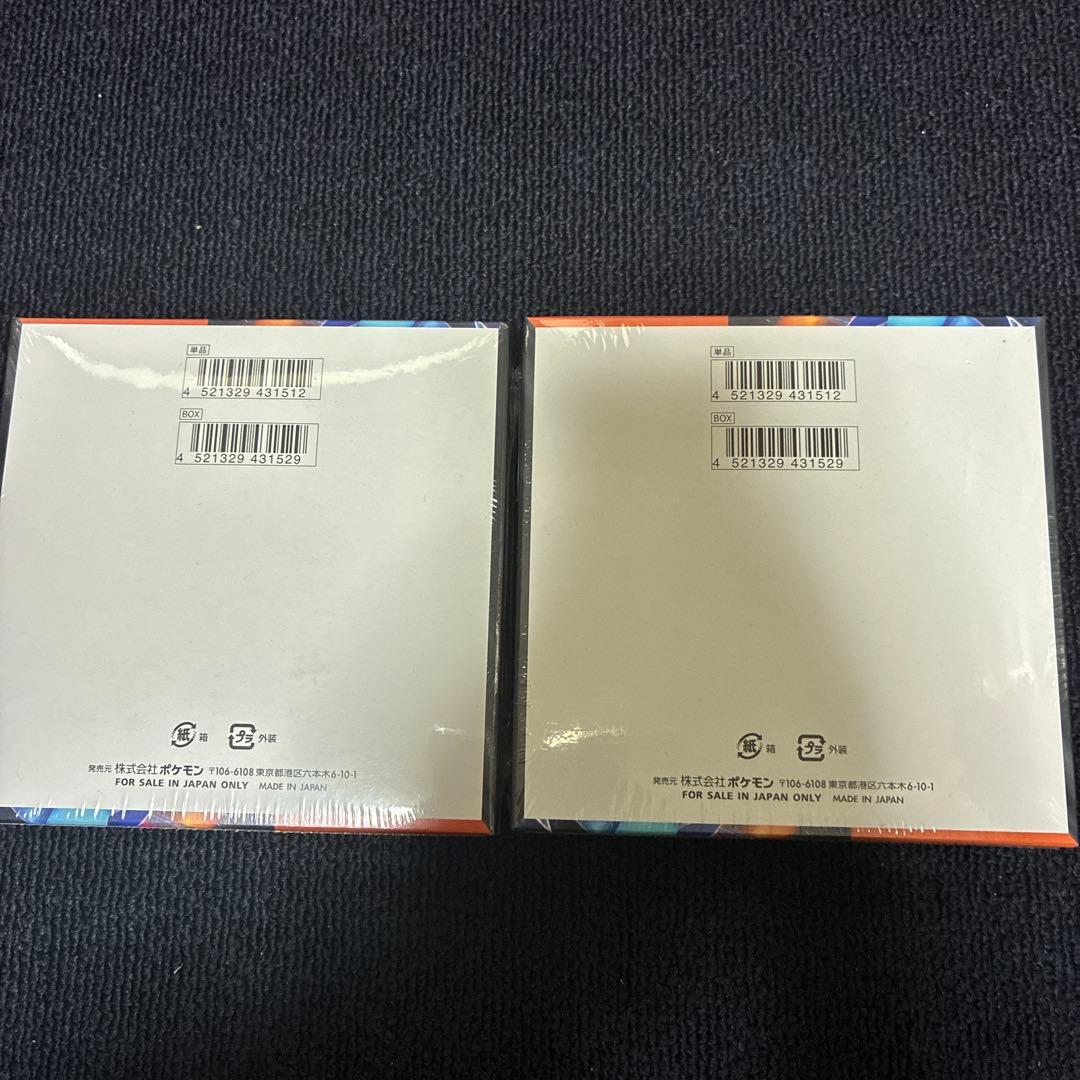 単品
4 521329 431512
BOX
4 521329 431529
紙 箱 プラ 外装
発売元 株式会社ポケモン 〒106-6108 東京都港区六本木6-10-1
FOR SALE IN JAPAN ONLY MADE IN JAPAN
単品
4 521329 431512
BOX
4 521329 431529
紙 箱 プラ 外装
発売元 株式会社ポケモン 〒106-6108 東京都港区六本木6-10-1
FOR SALE IN JAPAN ONLY MADE IN JAPAN